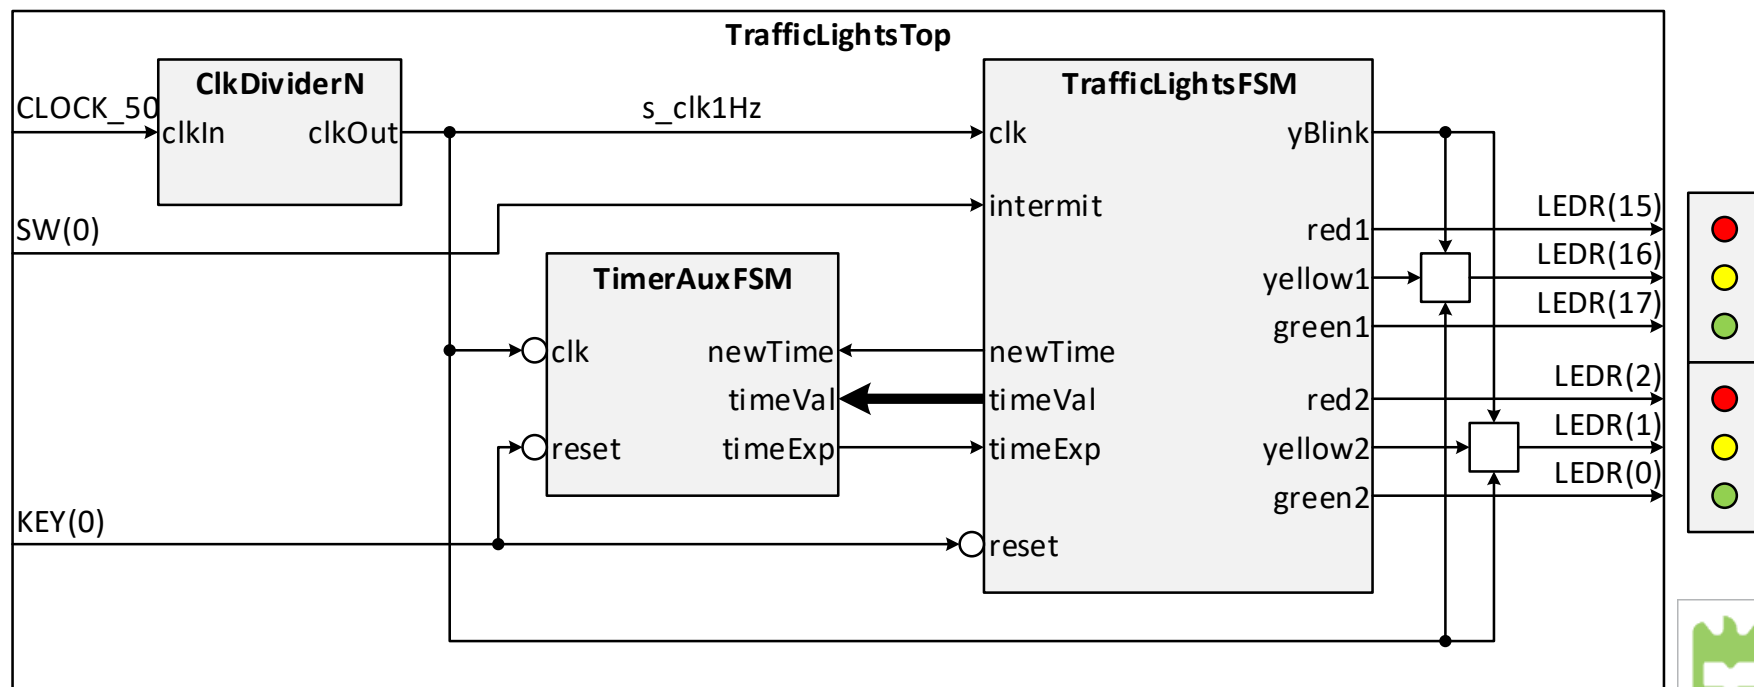 TrafficLightsTop
ClkDividerN
TrafficLightsFSM
CLOCK_50
s_clk1Hz
clkIn
clkOut
clk
yBlink
SW(0)
intermit
red1
LEDR(15)
TimerAuxFSM
yellow1
LEDR(16)
green1
LEDR(17)
clk
newTime
newTime
timeVal
timeVal
red2
LEDR(2)
reset
timeExp
timeExp
yellow2
LEDR(1)
green2
LEDR(0)
KEY(0)
reset